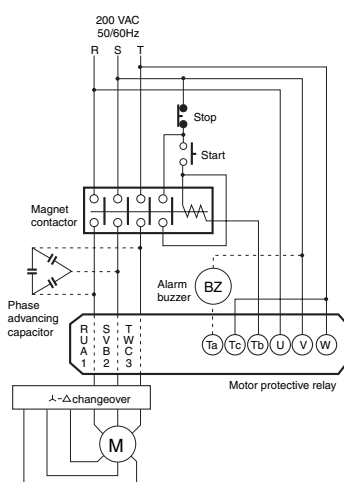 200 VAC
50/60Hz
R S T
Stop
Start
Magnet
contactor
Alarm
buzzer
BZ
Phase
advancing
capacitor
R S T
U V W
A B C
1 2 3
Ta Tc Tb U V W
Motor protective relay
⅄-△changeover
M